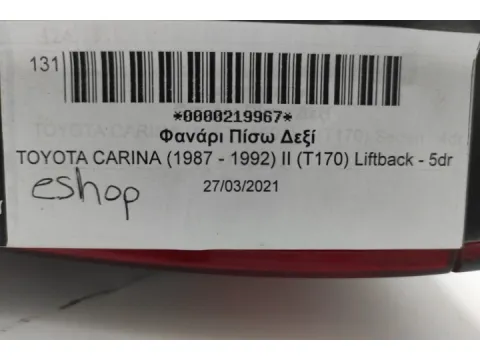 131
*0000219967*
Φανάρι Πίσω Δεξί
TOYOTA CARINA (1987 - 1992) II (T170) Liftback - 5dr
eshop
27/03/2021